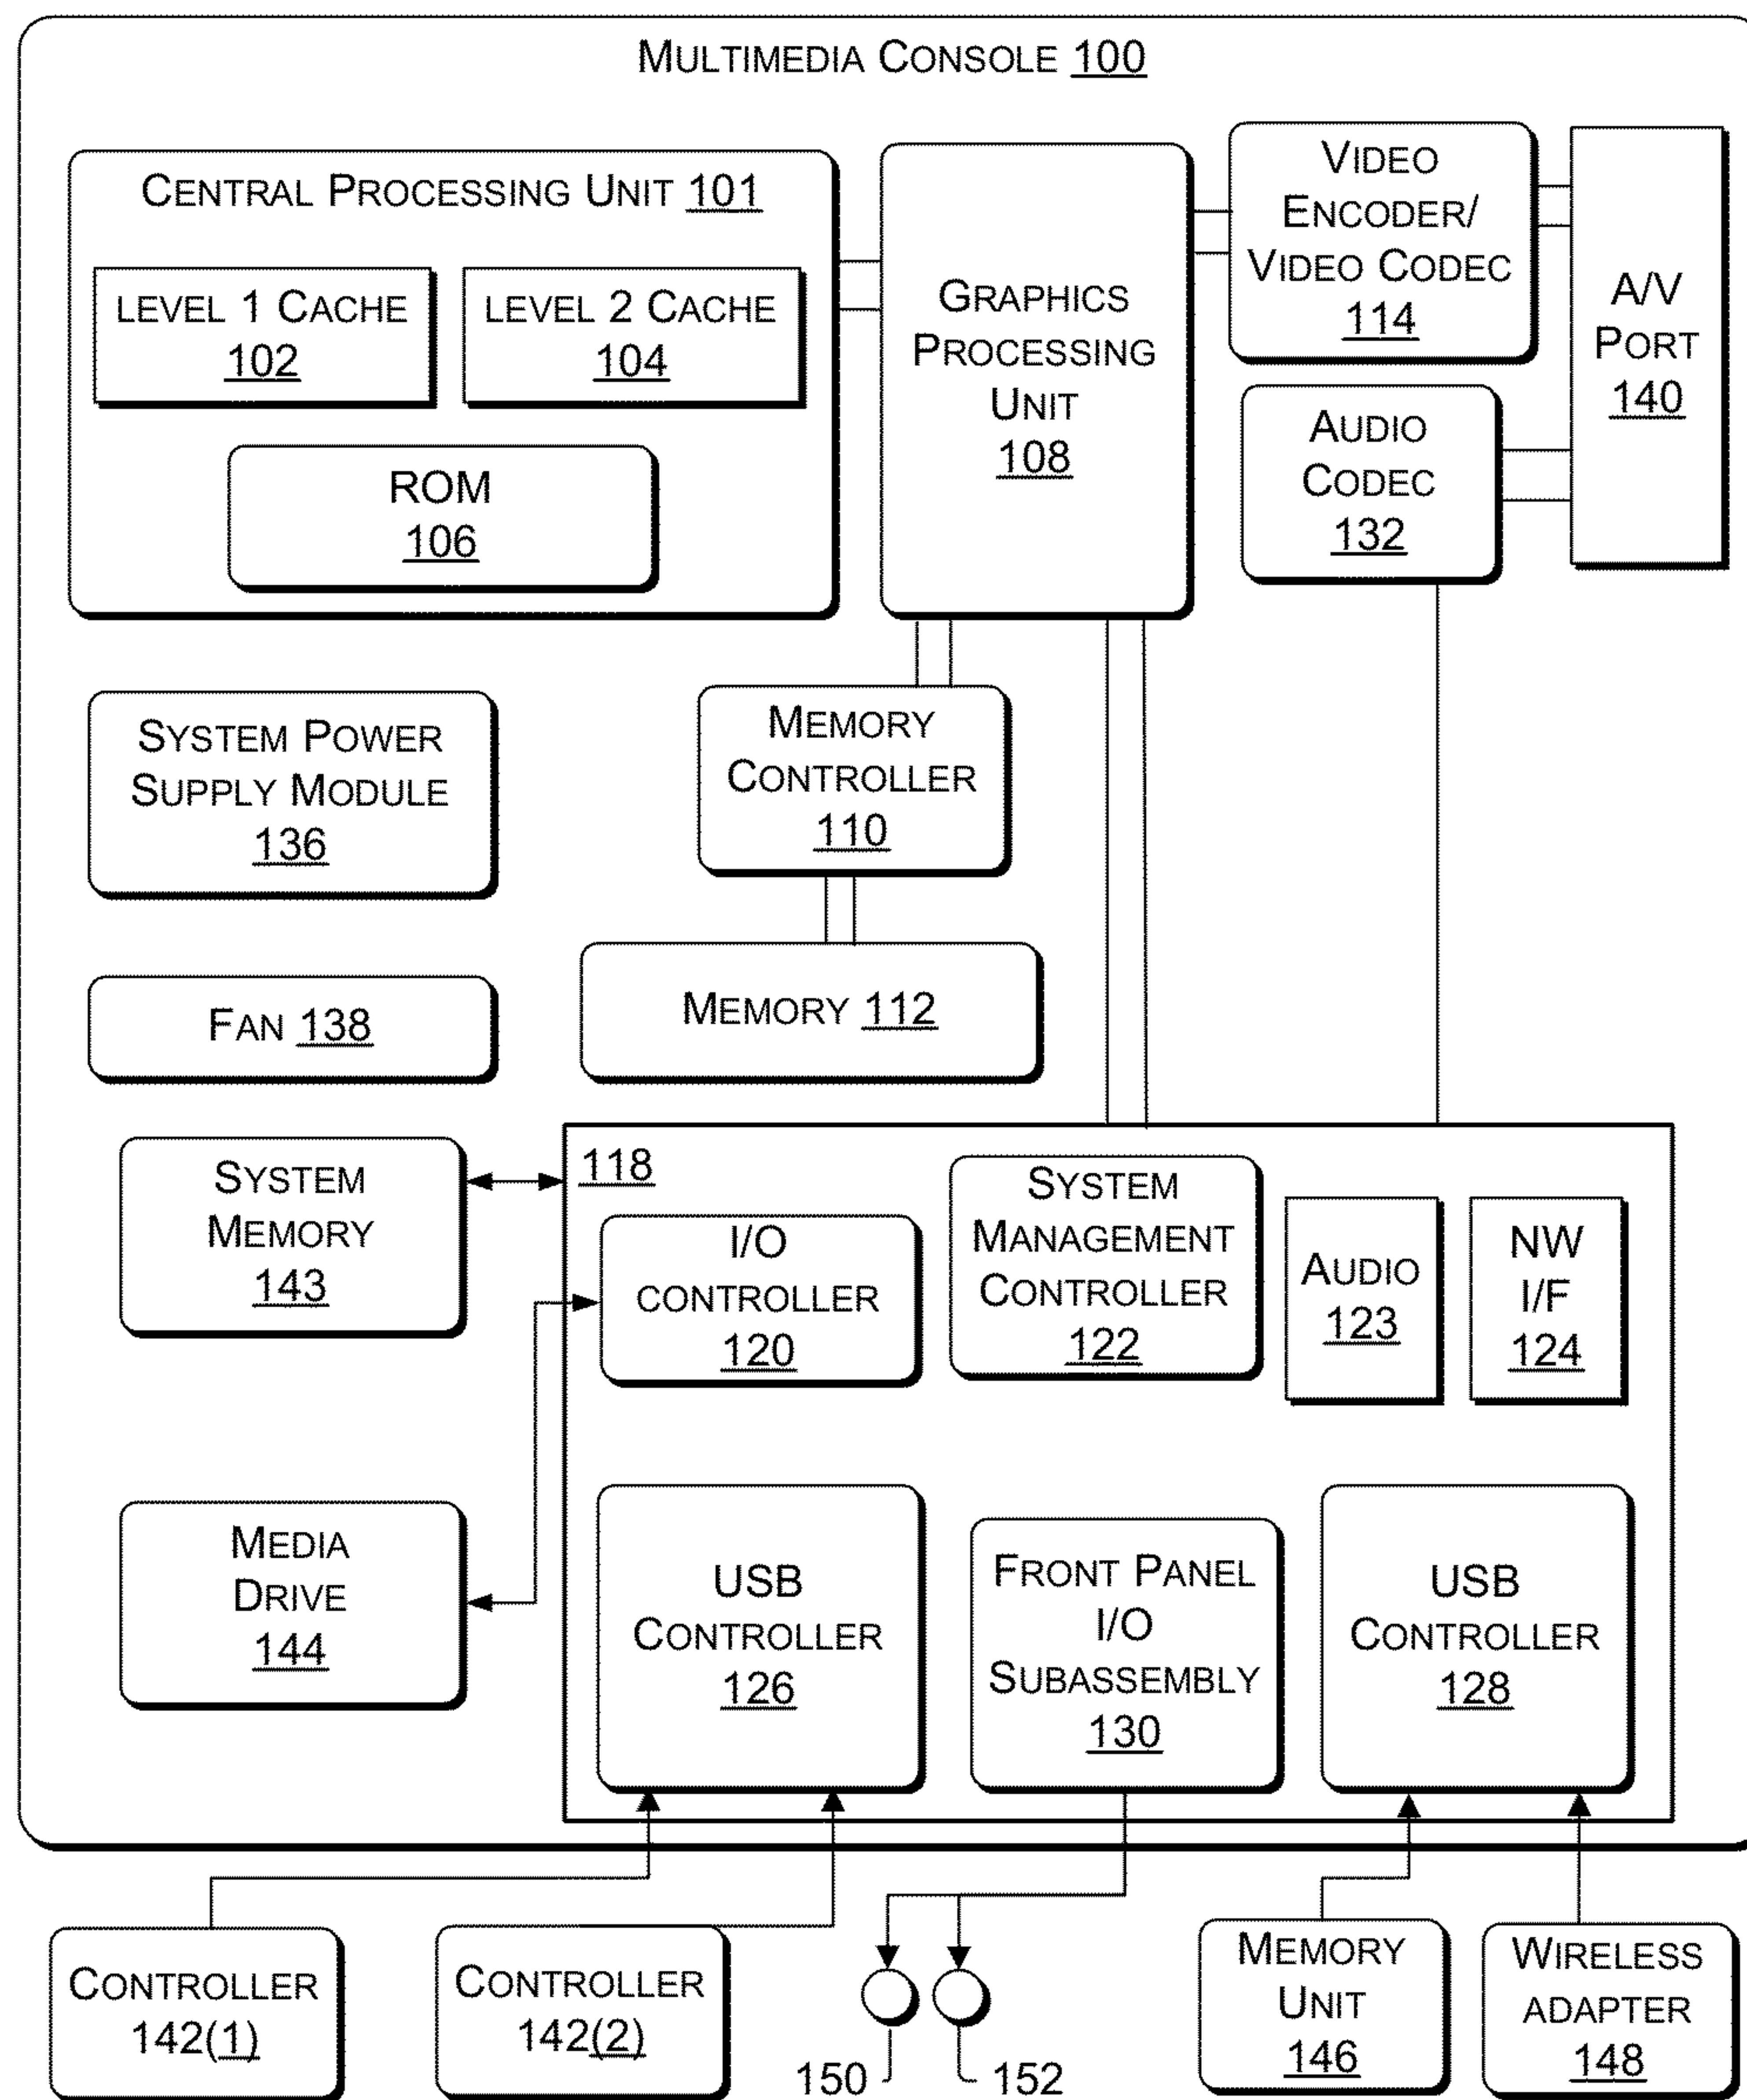 MULTIMEDIA CONSOLE 100
CENTRAL PROCESSING UNIT 101
LEVEL 1 CACHE
102
LEVEL 2 CACHE
104
ROM
106
GRAPHICS
PROCESSING
UNIT
108
VIDEO
ENCODER/
VIDEO CODEC
114
AUDIO
CODEC
132
A/V
PORT
140
SYSTEM POWER
SUPPLY MODULE
136
MEMORY
CONTROLLER
110
FAN 138
MEMORY 112
SYSTEM
MEMORY
143
118
I/O
CONTROLLER
120
SYSTEM
MANAGEMENT
CONTROLLER
122
AUDIO
123
NW
I/F
124
MEDIA
DRIVE
144
USB
CONTROLLER
126
FRONT PANEL
I/O
SUBASSEMBLY
130
USB
CONTROLLER
128
CONTROLLER
142(1)
CONTROLLER
142(2)
150
152
MEMORY
UNIT
146
WIRELESS
ADAPTER
148